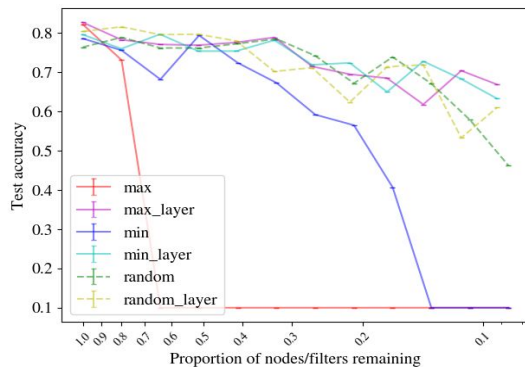 0.8
0.7
0.6
0.5
0.4
0.3
0.2
0.1
Test accuracy
max
max_layer
min
min_layer
random
random_layer
1.0 0.9 0.8 0.7 0.6 0.5 0.4 0.3 0.2 0.1
Proportion of nodes/filters remaining